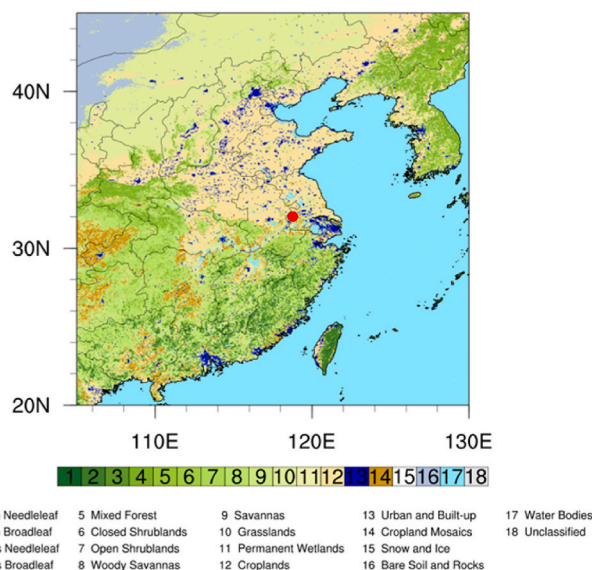 40N
30N
20N
110E 120E 130E
1 2 3 4 5 6 7 8 9 10 11 12 13 14 15 16 17 18
Needleleaf 5 Mixed Forest 9 Savannas 13 Urban and Built-up 17 Water Bodies
Broadleaf 6 Closed Shrublands 10 Grasslands 14 Cropland Mosaics 18 Unclassified
s Needleleaf 7 Open Shrublands 11 Permanent Wetlands 15 Snow and Ice
s Broadleaf 8 Woody Savannas 12 Croplands 16 Bare Soil and Rocks